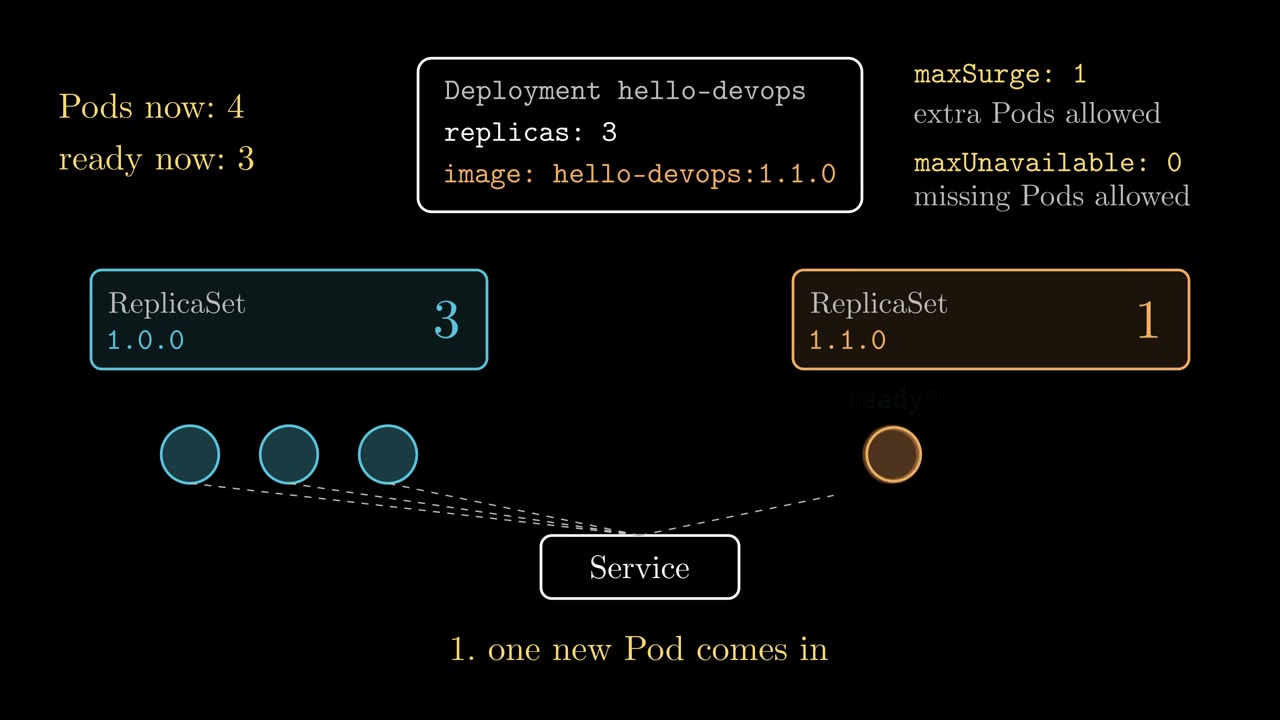 Pods now: 4
ready now: 3
Deployment hello-devops
replicas: 3
image: hello-devops:1.1.0
maxSurge: 1
extra Pods allowed
maxUnavailable: 0
missing Pods allowed
ReplicaSet
1.0.0
3
ReplicaSet
1.1.0
1
ready?
Service
1. one new Pod comes in